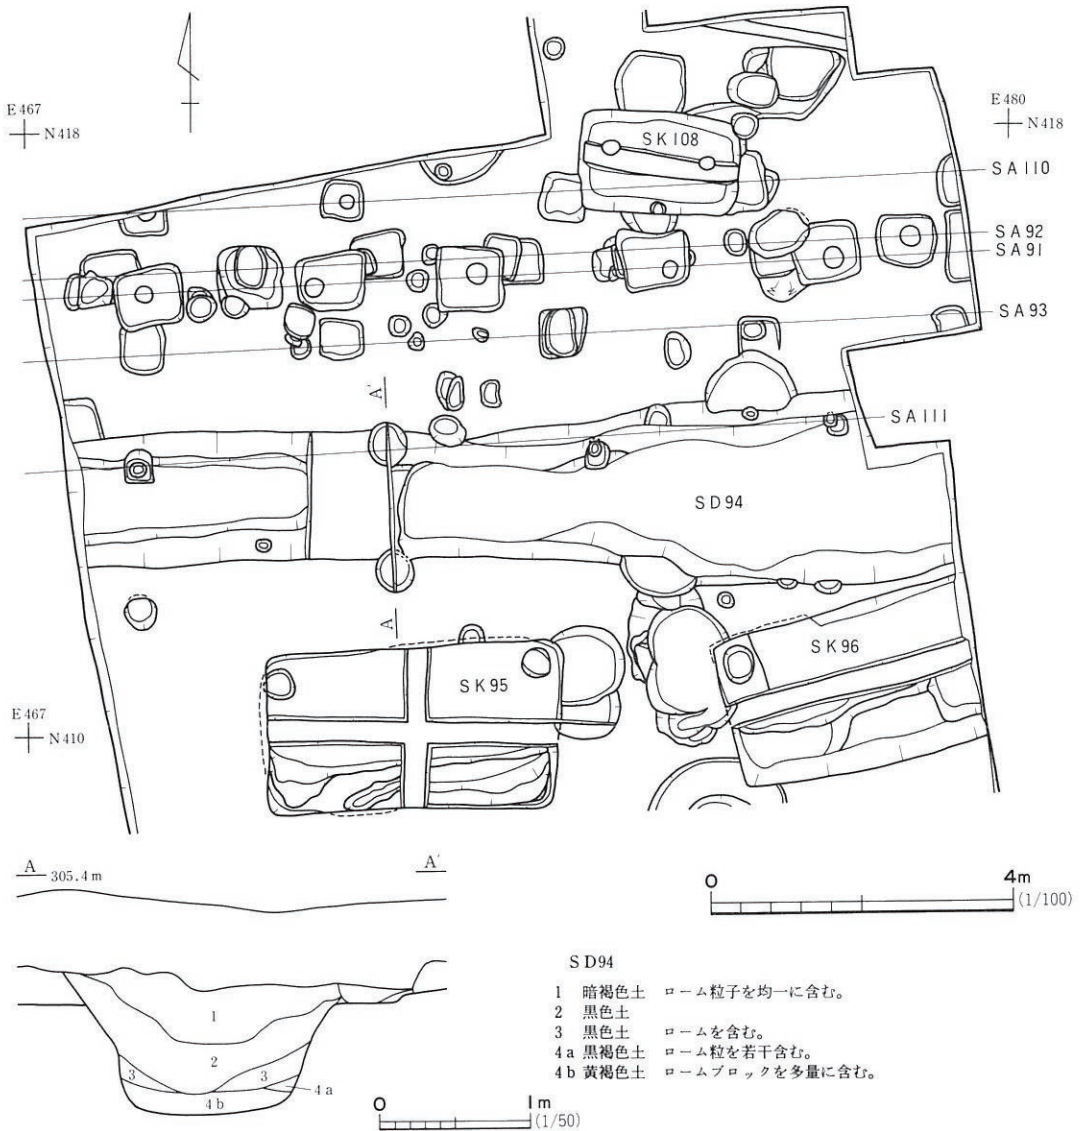 E467
N418
SK108
E480
N418
SA110
SA92
SA91
SA93
A'
SA111
SD94
A
SK95
SK96
E467
N410
A 305.4m A'
1
2
3
3
4a
4b
0 1m
(1/50)
0 4m
(1/100)
SD94
1 暗褐色土 ローム粒子を均一に含む。
2 黒色土
3 黒色土 ロームを含む。
4a 黒褐色土 ローム粒を若干含む。
4b 黄褐色土 ロームブロックを多量に含む。